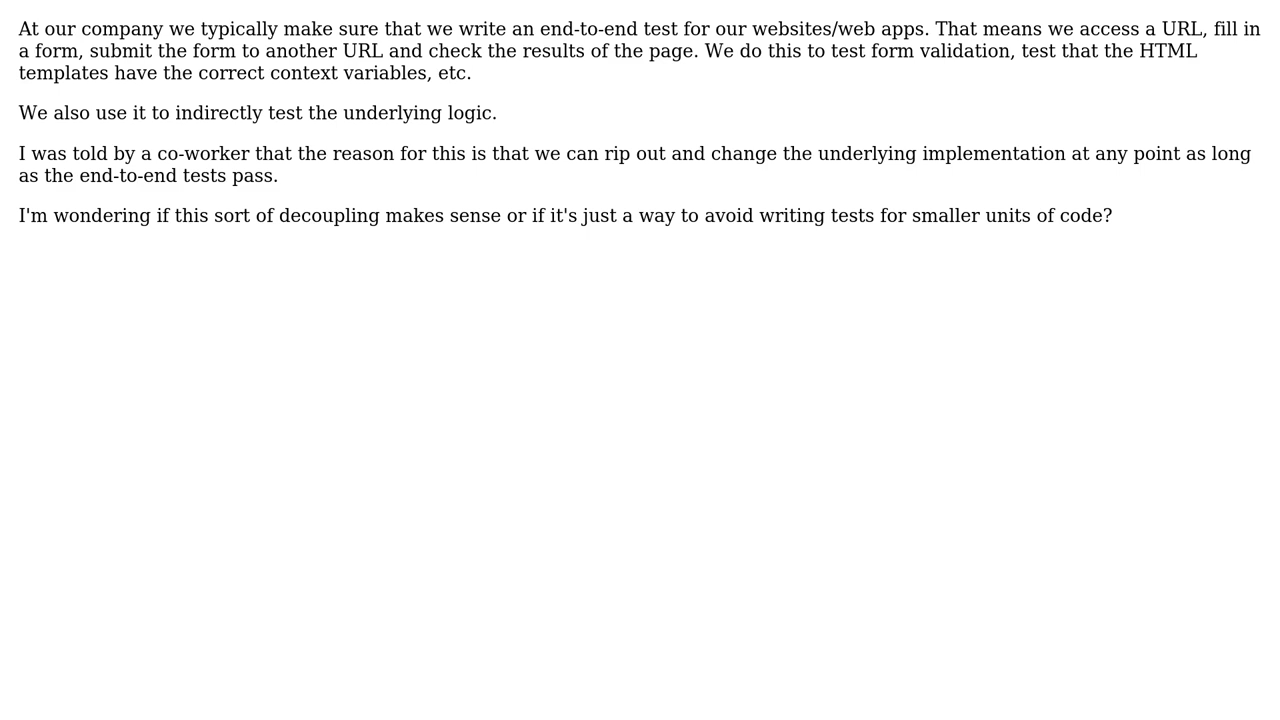 At our company we typically make sure that we write an end-to-end test for our websites/web apps. That means we access a URL, fill in
a form, submit the form to another URL and check the results of the page. We do this to test form validation, test that the HTML
templates have the correct context variables, etc.
We also use it to indirectly test the underlying logic.
I was told by a co-worker that the reason for this is that we can rip out and change the underlying implementation at any point as long
as the end-to-end tests pass.
I'm wondering if this sort of decoupling makes sense or if it's just a way to avoid writing tests for smaller units of code?